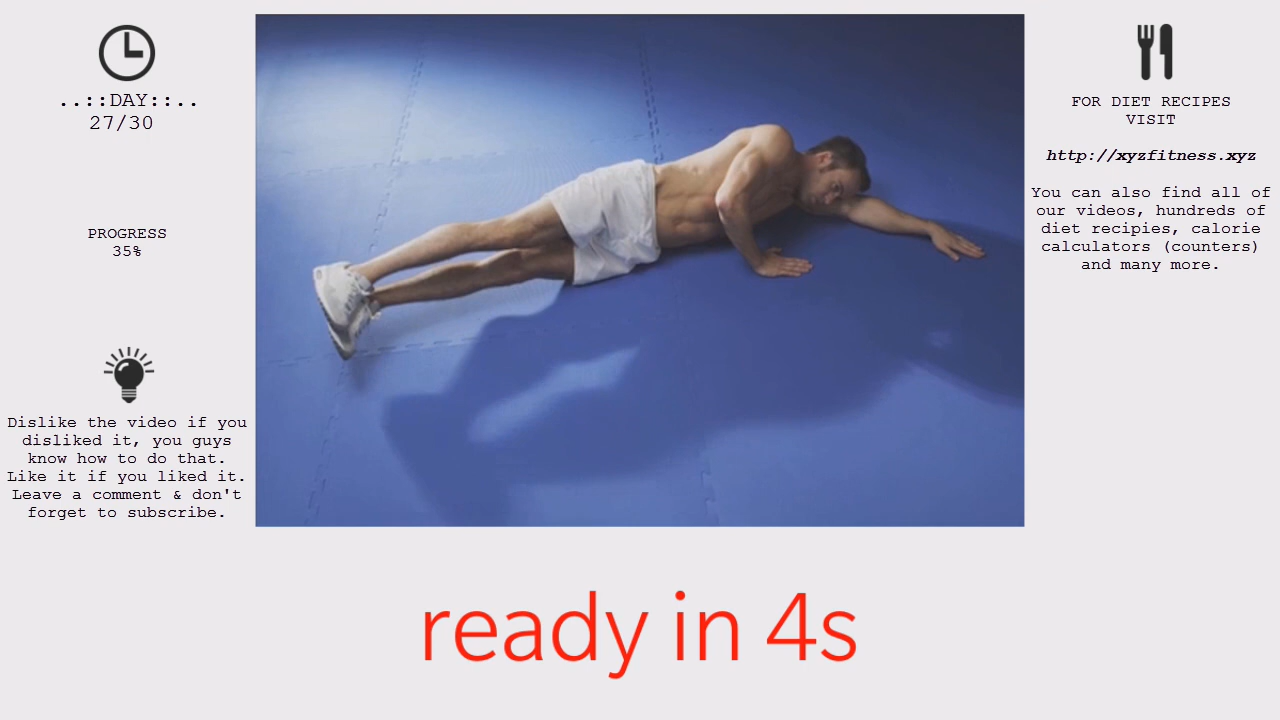 ..::DAY::..
27/30
PROGRESS
35%
Dislike the video if you
disliked it, you guys
know how to do that.
Like it if you liked it.
Leave a comment & don't
forget to subscribe.
FOR DIET RECIPES
VISIT
http://xyzfitness.xyz
You can also find all of
our videos, hundreds of
diet recipies, calorie
calculators (counters)
and many more.
ready in 4s